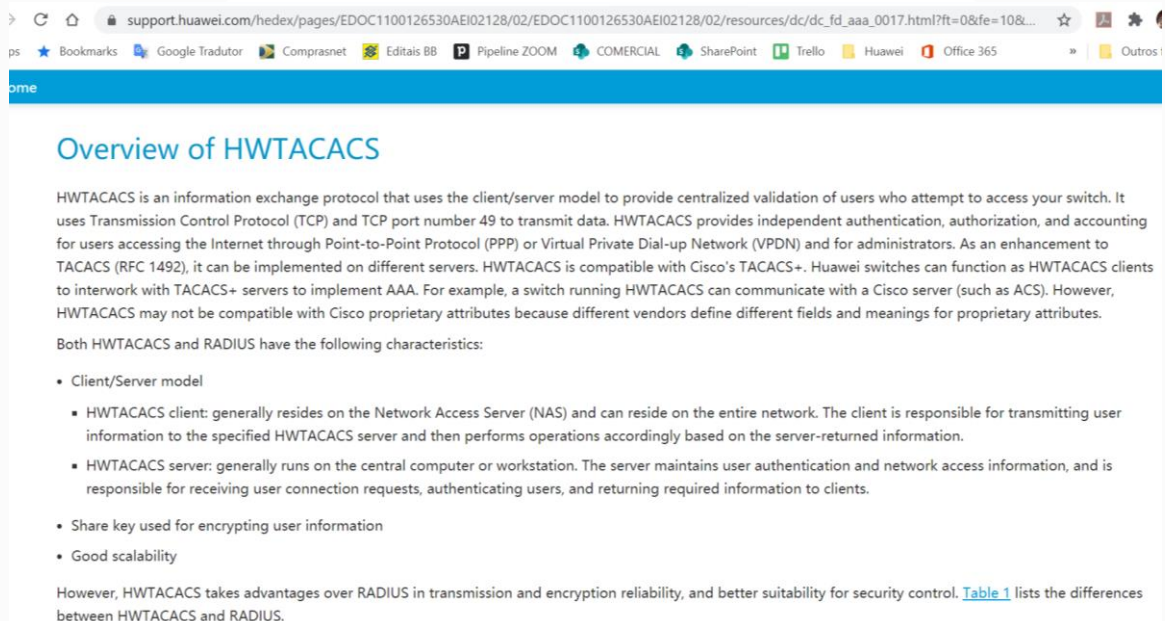 support.huawei.com/hedex/pages/EDOC1100126530AEI02128/02/EDOC1100126530AEI02128/02/resources/dc/dc_fd_aaa_0017.html?ft=0&fe=10&...
Bookmarks Google Tradutor Comprasnet Editais BB Pipeline ZOOM COMERCIAL SharePoint Trello Huawei Office 365 » Outros
ome
Overview of HWTACACS
HWTACACS is an information exchange protocol that uses the client/server model to provide centralized validation of users who attempt to access your switch. It
uses Transmission Control Protocol (TCP) and TCP port number 49 to transmit data. HWTACACS provides independent authentication, authorization, and accounting
for users accessing the Internet through Point-to-Point Protocol (PPP) or Virtual Private Dial-up Network (VPDN) and for administrators. As an enhancement to
TACACS (RFC 1492), it can be implemented on different servers. HWTACACS is compatible with Cisco's TACACS+. Huawei switches can function as HWTACACS clients
to interwork with TACACS+ servers to implement AAA. For example, a switch running HWTACACS can communicate with a Cisco server (such as ACS). However,
HWTACACS may not be compatible with Cisco proprietary attributes because different vendors define different fields and meanings for proprietary attributes.
Both HWTACACS and RADIUS have the following characteristics:
• Client/Server model
▪ HWTACACS client: generally resides on the Network Access Server (NAS) and can reside on the entire network. The client is responsible for transmitting user
information to the specified HWTACACS server and then performs operations accordingly based on the server-returned information.
▪ HWTACACS server: generally runs on the central computer or workstation. The server maintains user authentication and network access information, and is
responsible for receiving user connection requests, authenticating users, and returning required information to clients.
• Share key used for encrypting user information
• Good scalability
However, HWTACACS takes advantages over RADIUS in transmission and encryption reliability, and better suitability for security control. Table 1 lists the differences
between HWTACACS and RADIUS.